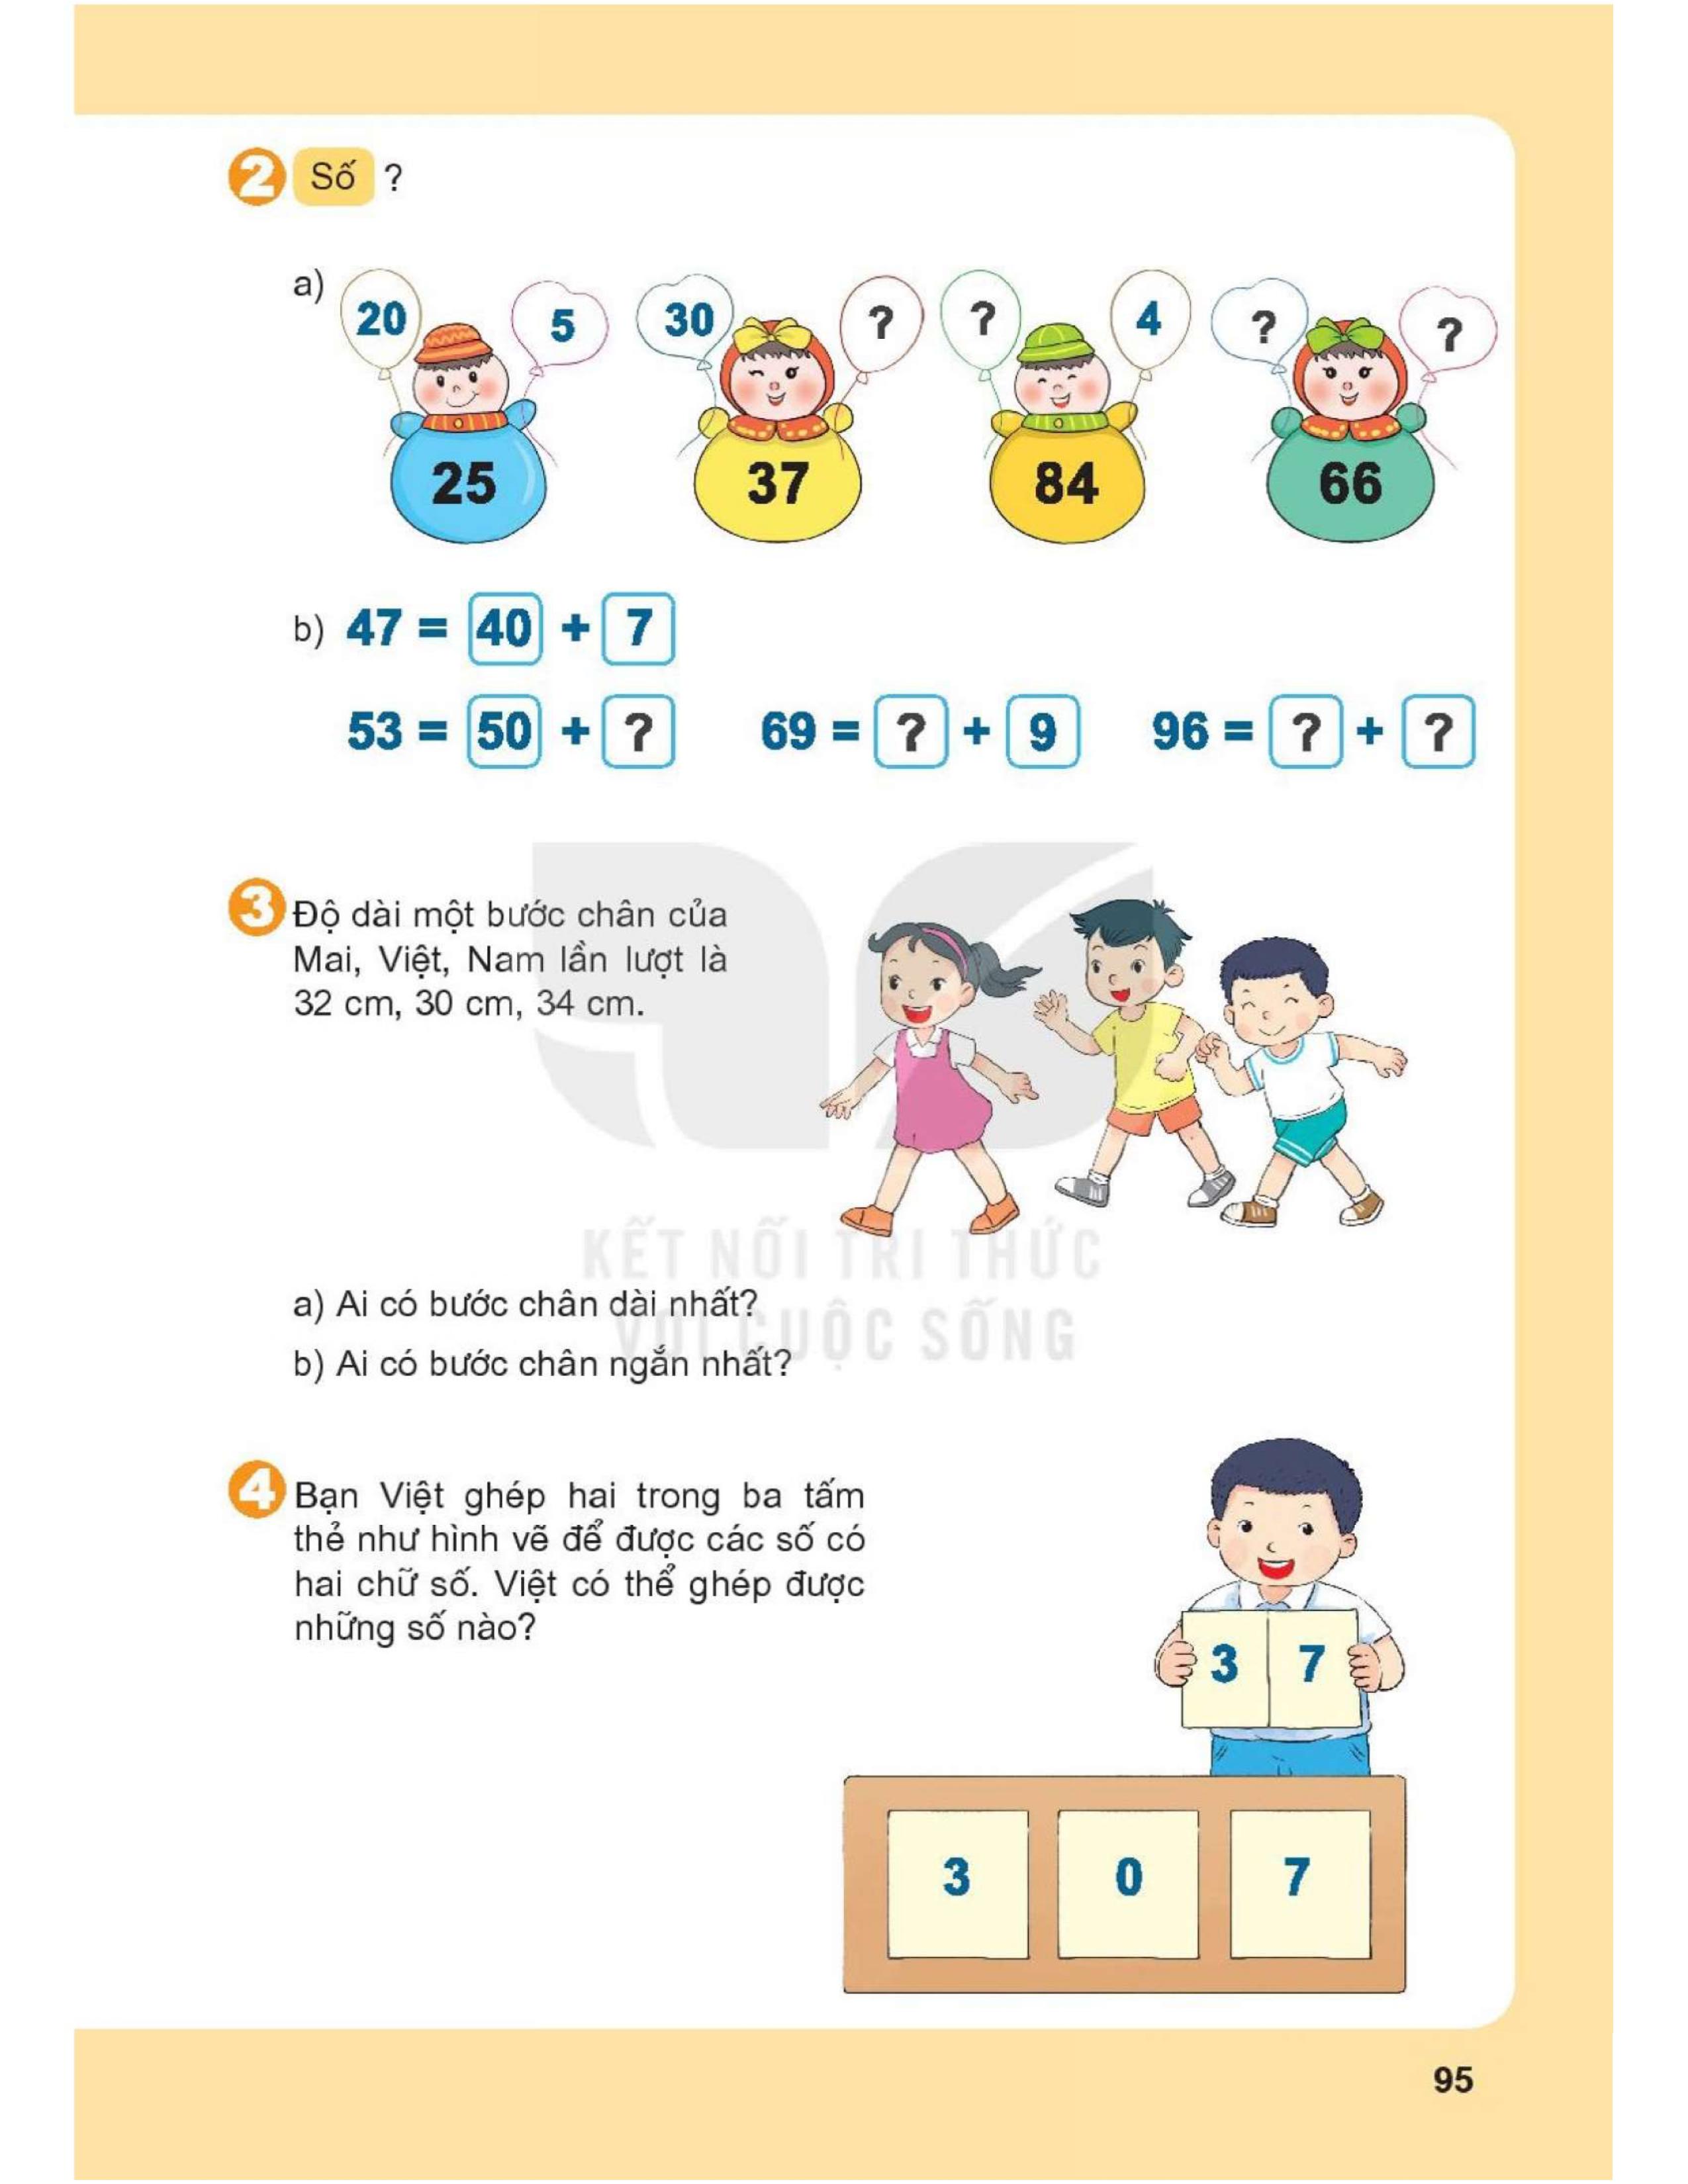 2 Số ?
a) 20 5 30 ? ? 4 ? ?
25 37 84 66
b) 47 = 40 + 7
53 = 50 + ? 69 = ? + 9 96 = ? + ?
3 Độ dài một bước chân của
Mai, Việt, Nam lần lượt là
32 cm, 30 cm, 34 cm.
KẾT NỐI TRI THỨC
VỚI CUỘC SỐNG
a) Ai có bước chân dài nhất?
b) Ai có bước chân ngắn nhất?
4 Bạn Việt ghép hai trong ba tấm
thẻ như hình vẽ để được các số có
hai chữ số. Việt có thể ghép được
những số nào?
3 7
3 0 7
95